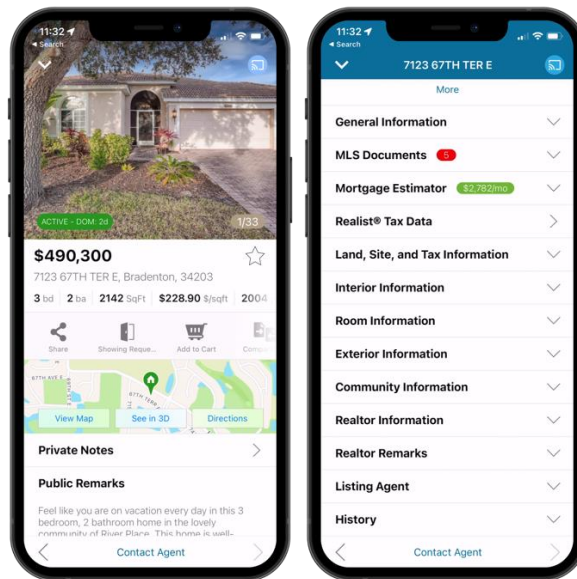 11:32
Search
ACTIVE - DOM: 2d
1/33
$490,300
7123 67TH TER E, Bradenton, 34203
3 bd 2 ba 2142 SqFt $228.90 $/sqft 2004
Share Showing Reque... Add to Cart
67TH AVE E
67TH TER E
View Map See in 3D Directions
Private Notes
Public Remarks
Feel like you are on vacation every day in this 3
bedroom, 2 bathroom home in the lovely
community of River Place. This home is well-
Contact Agent
11:32
Search
7123 67TH TER E
More
General Information
MLS Documents 5
Mortgage Estimator $2,782/mo
Realist® Tax Data
Land, Site, and Tax Information
Interior Information
Room Information
Exterior Information
Community Information
Realtor Information
Realtor Remarks
Listing Agent
History
Contact Agent